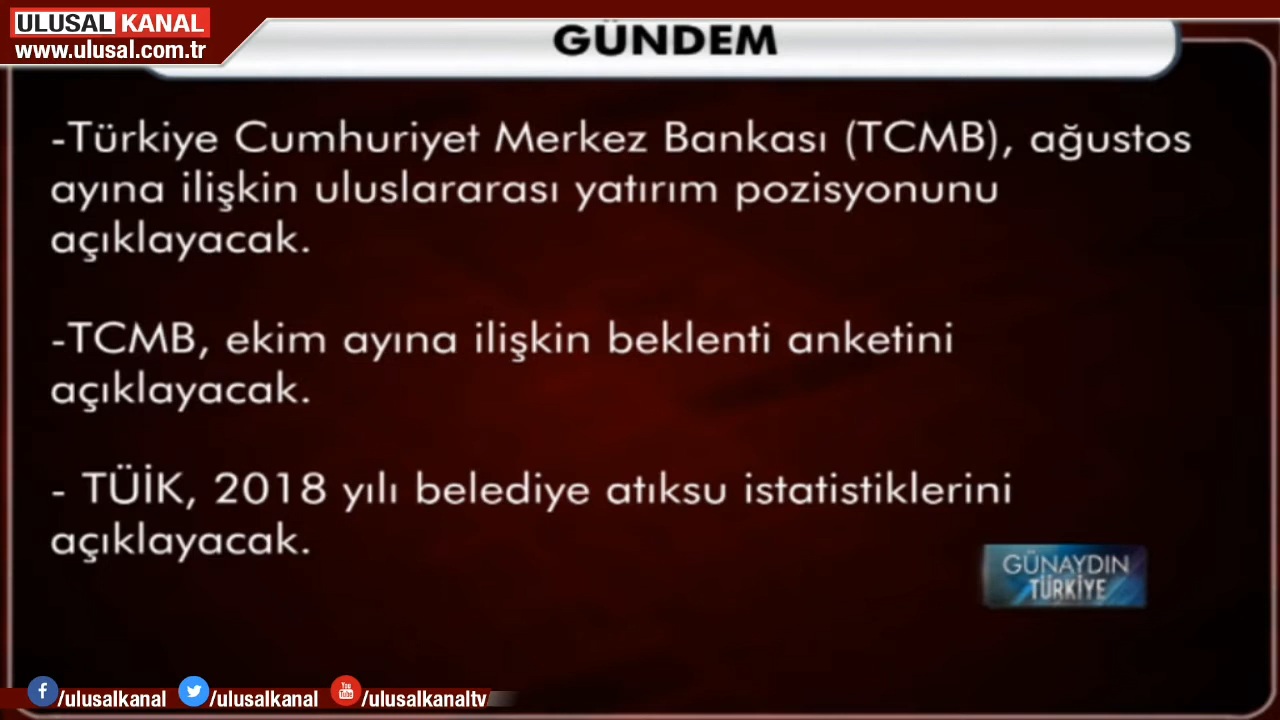 ULUSAL KANAL
www.ulusal.com.tr
GÜNDEM
-Türkiye Cumhuriyet Merkez Bankası (TCMB), ağustos
ayına ilişkin uluslararası yatırım pozisyonunu
açıklayacak.
-TCMB, ekim ayına ilişkin beklenti anketini
açıklayacak.
- TÜİK, 2018 yılı belediye atıksu istatistiklerini
açıklayacak.
GÜNAYDIN
TÜRKİYE
f /ulusalkanal /ulusalkanal You Tube /ulusalkanaltv